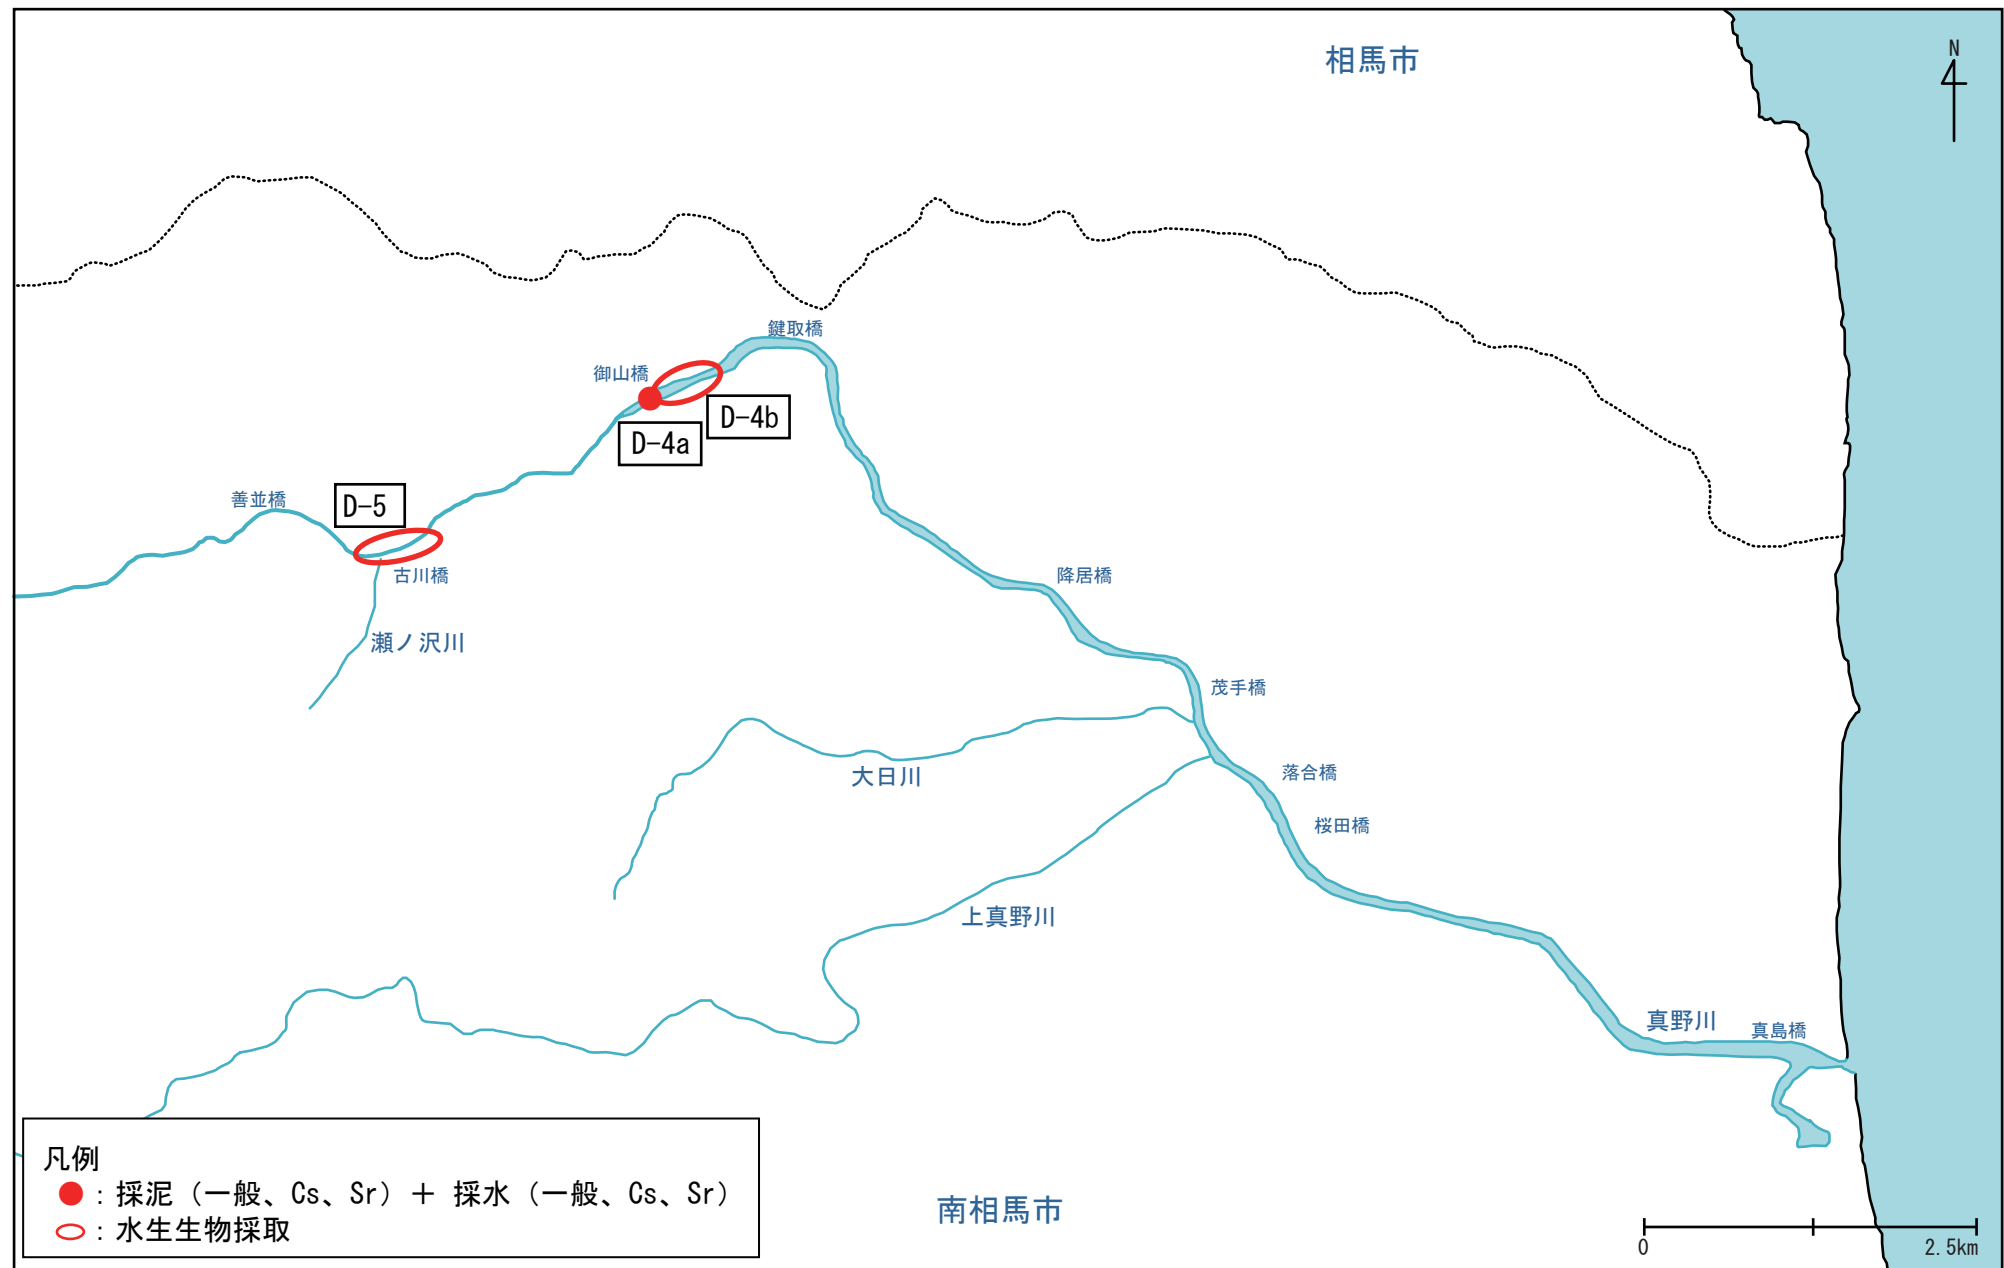 相馬市
N
鍵取橋
御山橋
D-4b
D-4a
善並橋
D-5
古川橋
降居橋
瀬ノ沢川
茂手橋
大日川
落合橋
桜田橋
上真野川
真野川
真島橋
凡例
：採泥（一般、Cs、Sr）＋ 採水（一般、Cs、Sr）
：水生生物採取
南相馬市
0
2.5km